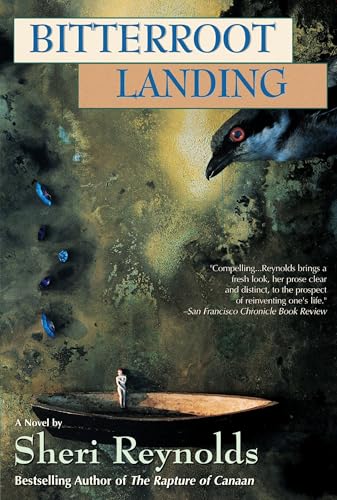 BITTERROOT
LANDING
"Compelling...Reynolds brings a
fresh look, her prose clear
and distinct, to the prospect
of reinventing one's life."
–San Francisco Chronicle Book Review
A Novel by
Sheri Reynolds
Bestselling Author of The Rapture of Canaan